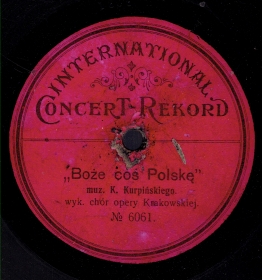 INTERNATIONAL
CONCERT-REKORD
„Boże coś Polskę”
muz. K. Kurpińskiego.
wyk. chór opery Krakowskiej.
№ 6061.